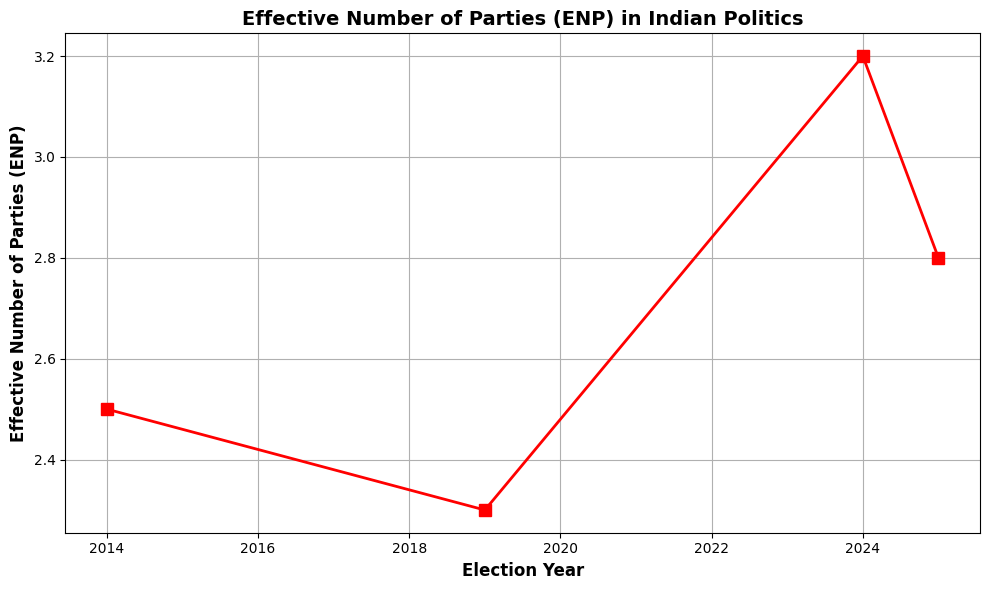 Effective Number of Parties (ENP) in Indian Politics
Effective Number of Parties (ENP)
3.2
3.0
2.8
2.6
2.4
2014 2016 2018 2020 2022 2024
Election Year